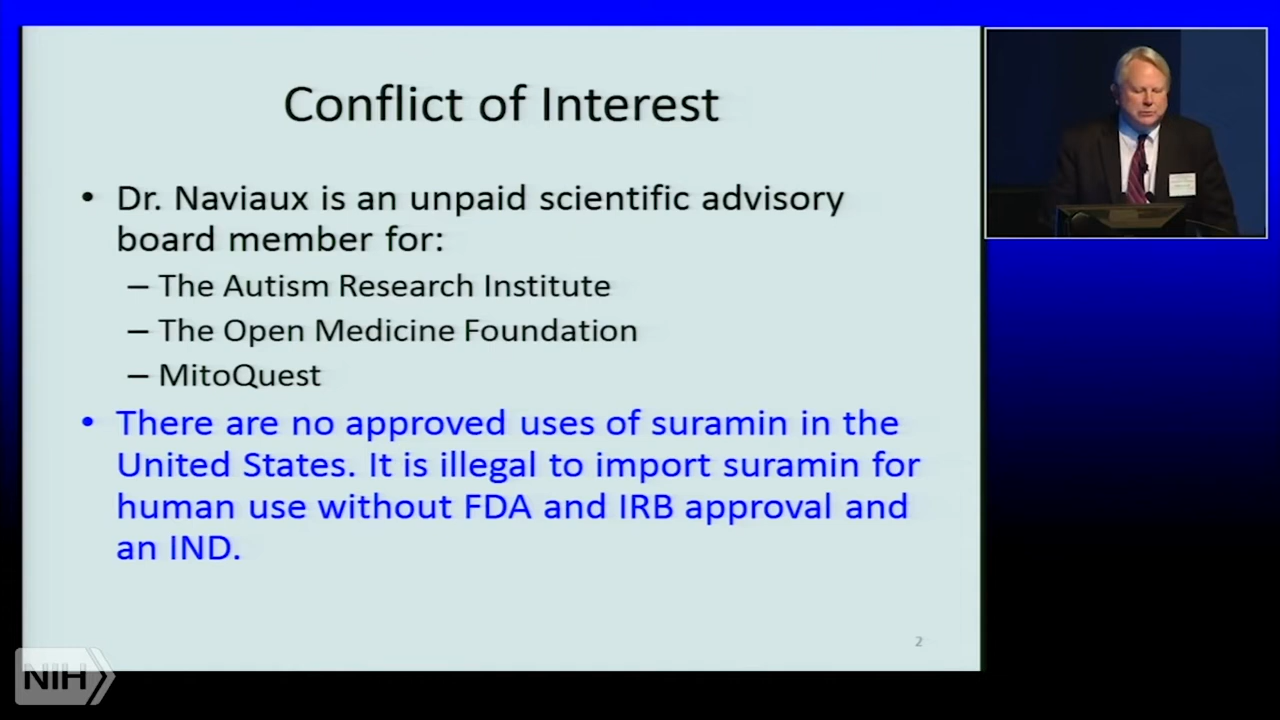 Conflict of Interest
• Dr. Naviaux is an unpaid scientific advisory
board member for:
– The Autism Research Institute
– The Open Medicine Foundation
– MitoQuest
• There are no approved uses of suramin in the
United States. It is illegal to import suramin for
human use without FDA and IRB approval and
an IND.
2
NIH